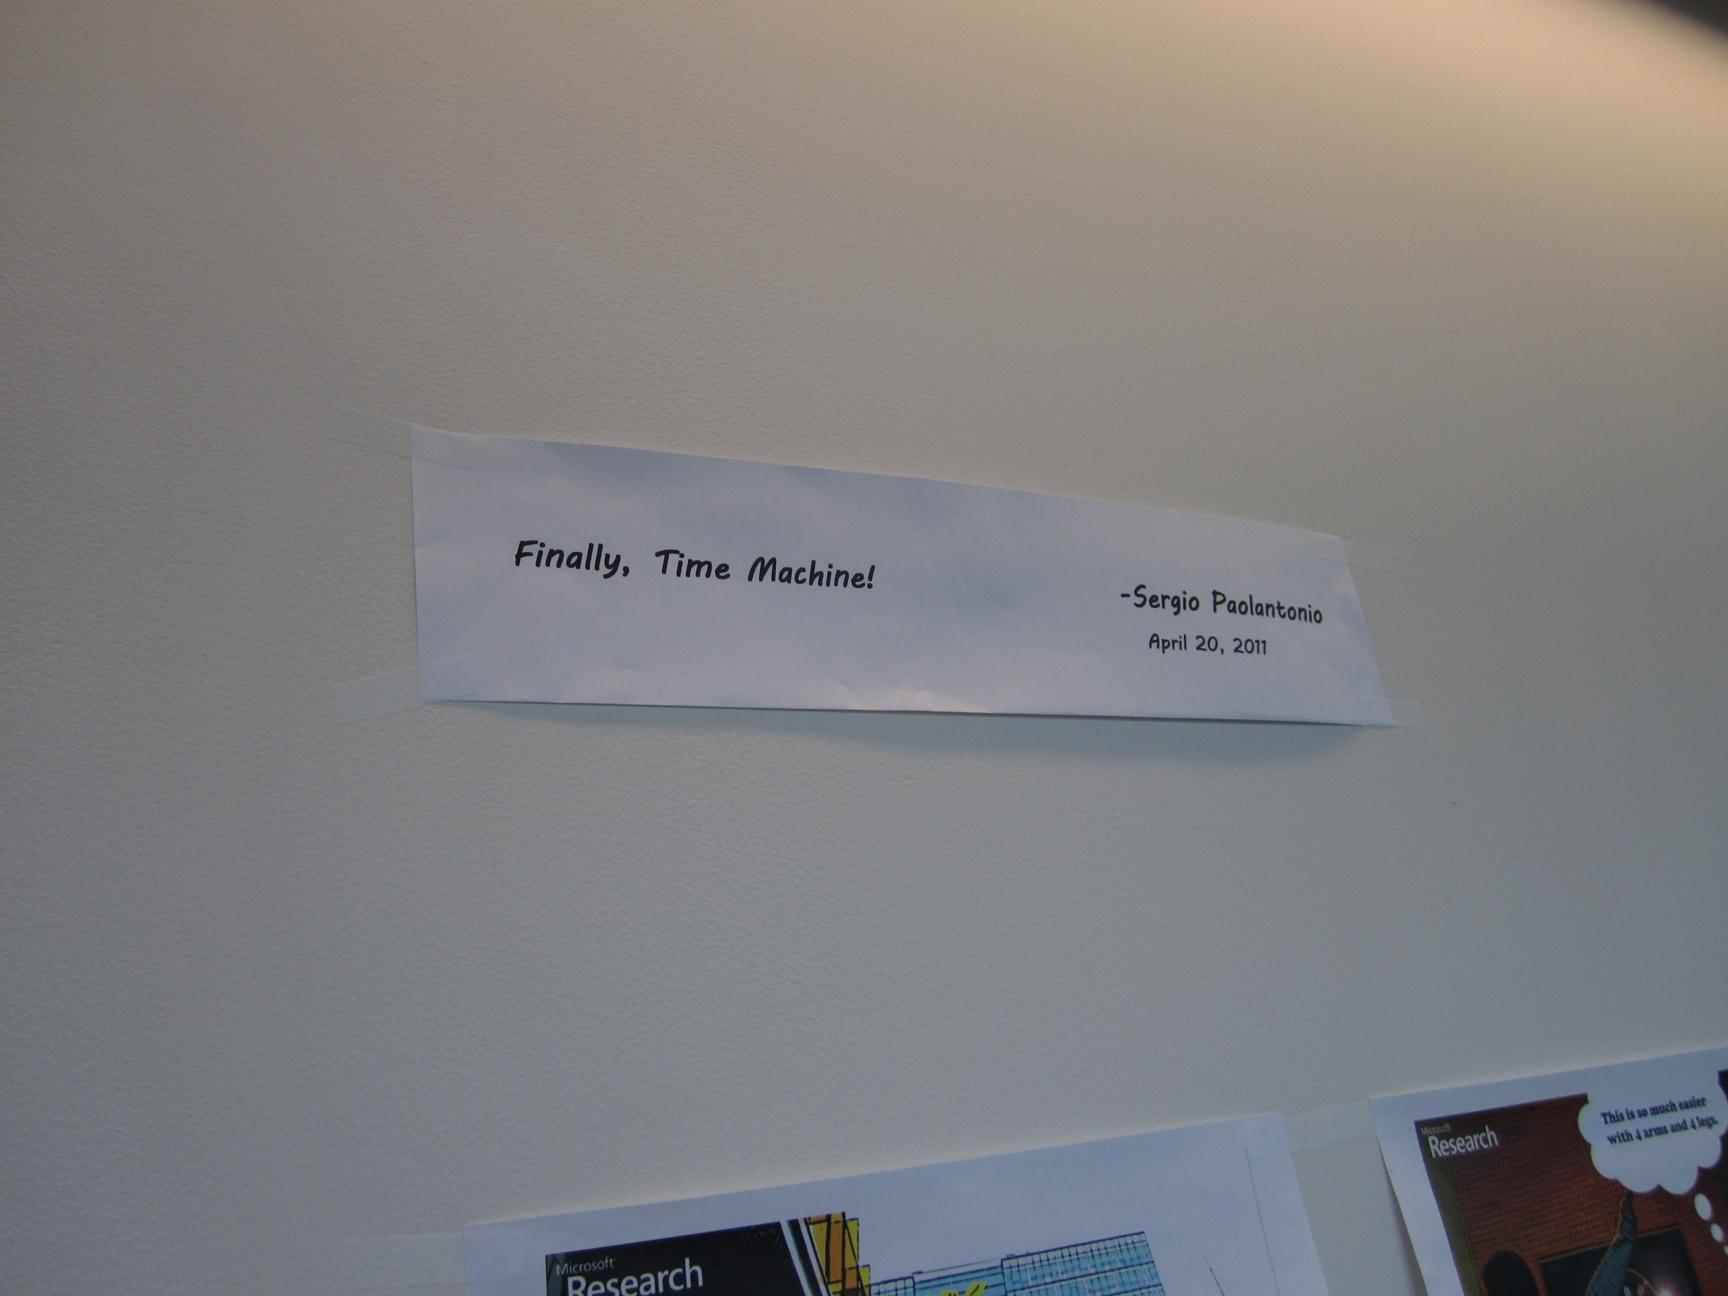 Finally, Time Machine!
-Sergio Paolantonio
April 20, 2011
This is so much easier
with 4 arms and 4 legs.
Microsoft
Research
Microsoft
Research